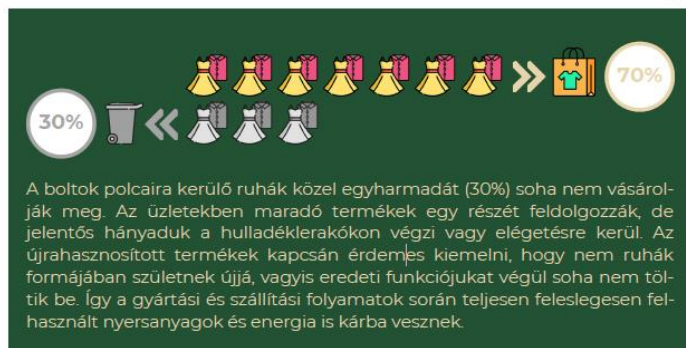 70%
30%
A boltok polcaira kerülő ruhák közel egyharmadát (30%) soha nem vásárol-
ják meg. Az üzletekben maradó termékek egy részét feldolgozzák, de
jelentős hányaduk a hulladéklerakókon végzi vagy elégetésre kerül. Az
újrahasznosított termékek kapcsán érdemes kiemelni, hogy nem ruhák
formájában születnek újjá, vagyis eredeti funkciójukat végül soha nem töl-
tik be. Így a gyártási és szállítási folyamatok során teljesen feleslegesen fel-
használt nyersanyagok és energia is kárba vesznek.